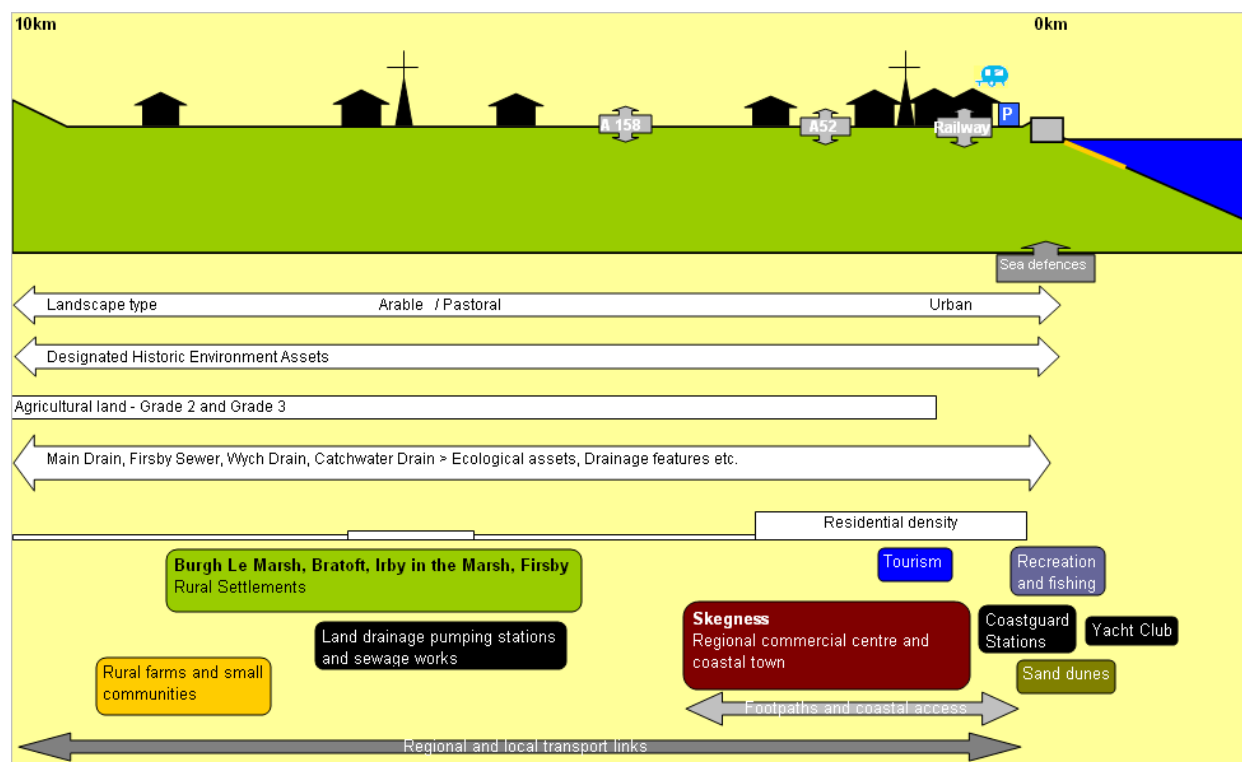 10km
0km
A 158
A52
Railway
P
Sea defences
Landscape type
Arable / Pastoral
Urban
Designated Historic Environment Assets
Agricultural land - Grade 2 and Grade 3
Main Drain, Firsby Sewer, Wych Drain, Catchwater Drain > Ecological assets, Drainage features etc.
Residential density
Burgh Le Marsh, Bratoft, Irby in the Marsh, Firsby
Rural Settlements
Tourism
Recreation
and fishing
Land drainage pumping stations
and sewage works
Skegness
Regional commercial centre and
coastal town
Coastguard
Stations
Yacht Club
Rural farms and small
communities
Sand dunes
Footpaths and coastal access
Regional and local transport links